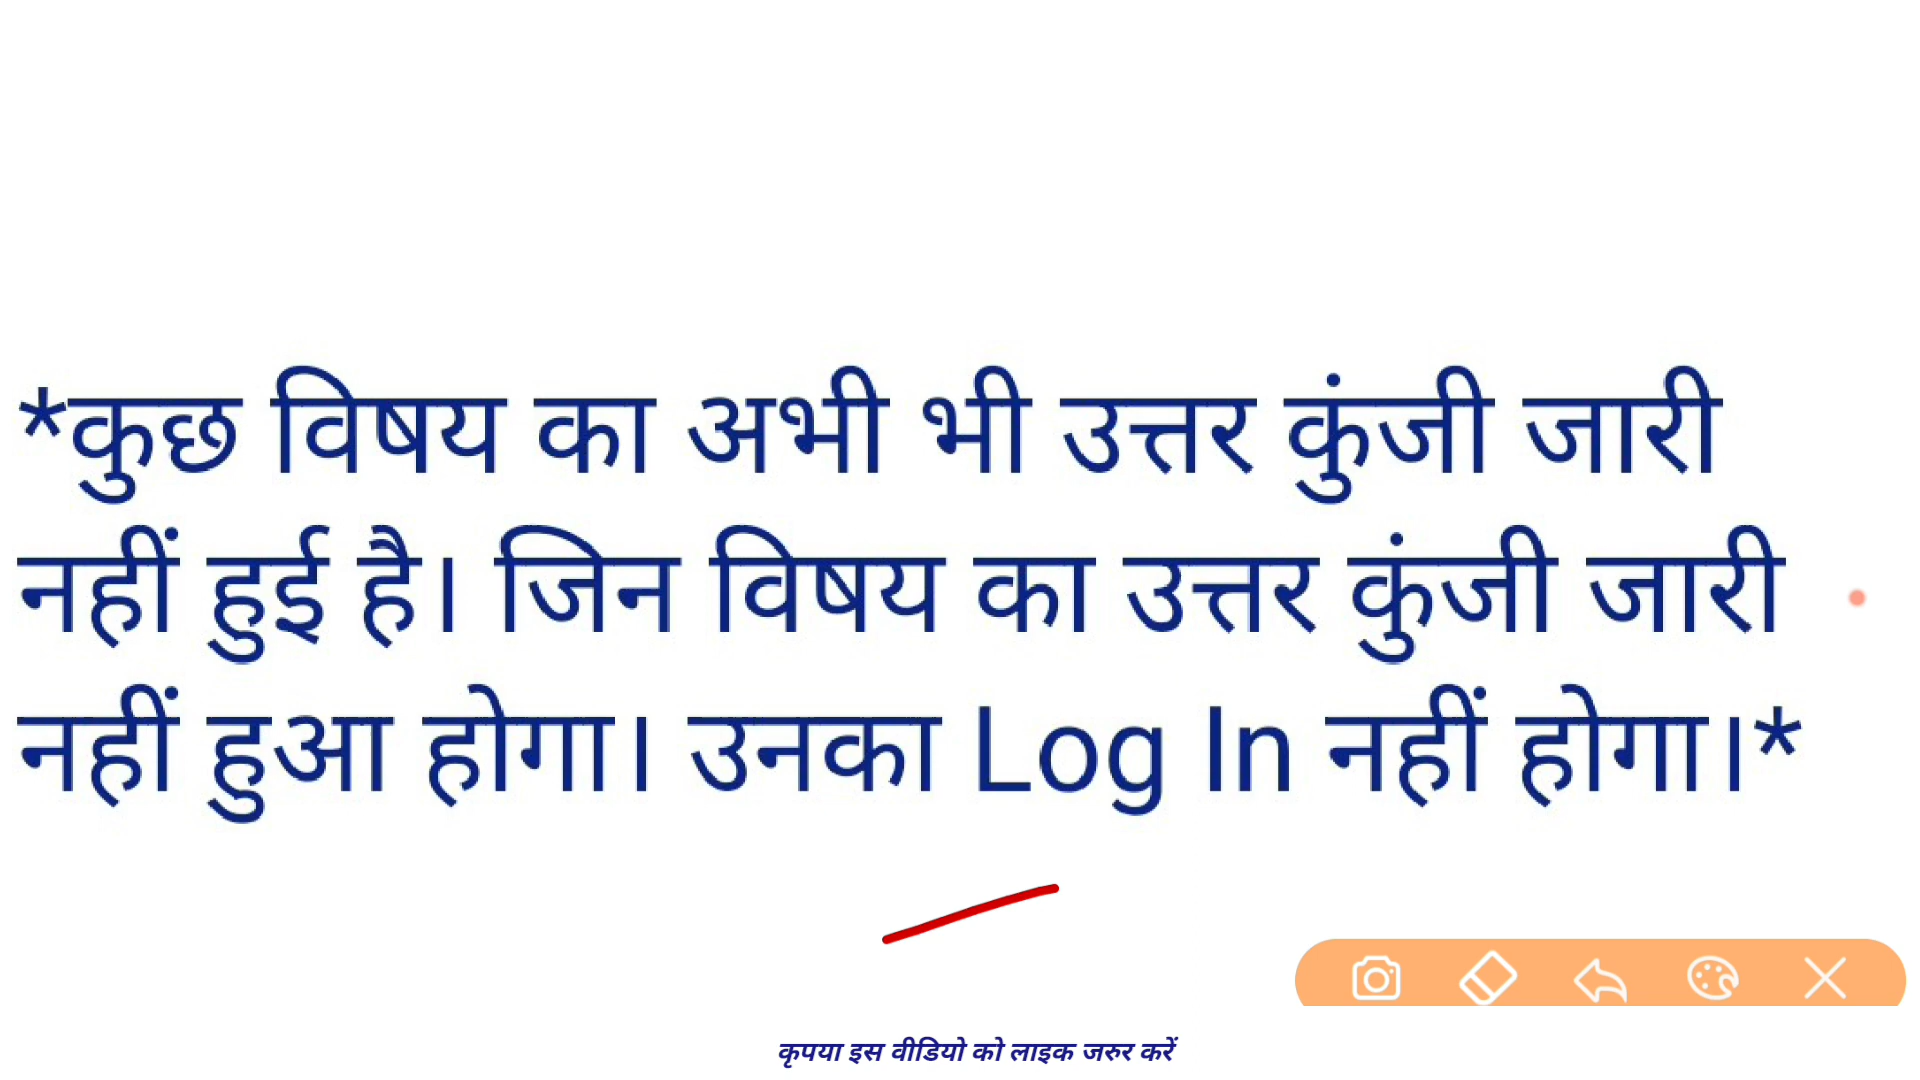 *कुछ विषय का अभी भी उत्तर कुंजी जारी
नहीं हुई है। जिन विषय का उत्तर कुंजी जारी
नहीं हुआ होगा। उनका Log In नहीं होगा।*
कृपया इस वीडियो को लाइक जरुर करें